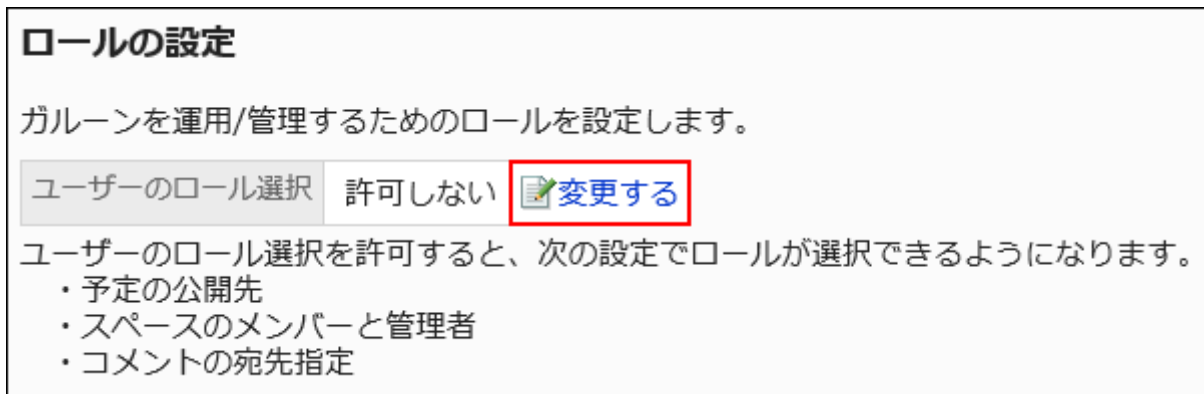 ロールの設定
ガルーンを運用/管理するためのロールを設定します。
ユーザーのロール選択 許可しない 変更する
ユーザーのロール選択を許可すると、次の設定でロールが選択できるようになります。
・予定の公開先
・スペースのメンバーと管理者
・コメントの宛先指定